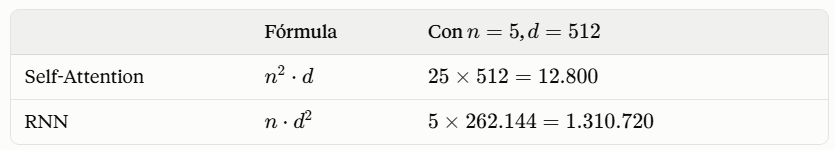 Fórmula Con n = 5, d = 512
Self-Attention n² · d 25 × 512 = 12.800
RNN n · d² 5 × 262.144 = 1.310.720